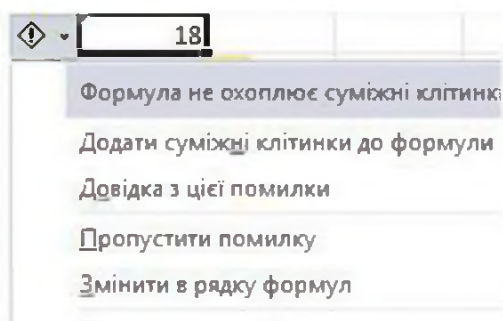 18
Формула не охоплює суміжні клітинк
Додати суміжні клітинки до формули
Довідка з цієї помилки
Пропустити помилку
Змінити в рядку формул